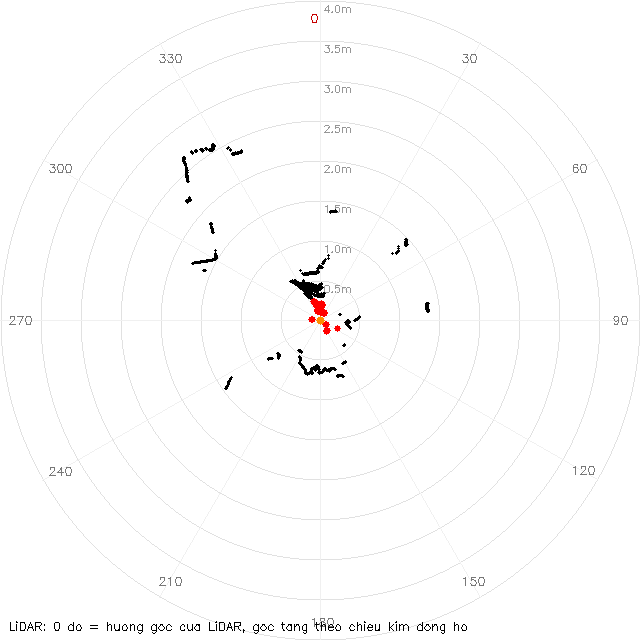 4.0m
0
3.5m
330
30
3.0m
2.5m
300
2.0m
60
1.5m
1.0m
0.5m
270
90
240
120
210
150
180
LiDAR: 0 do = huong goc cua LiDAR, goc tang theo chieu kim dong ho